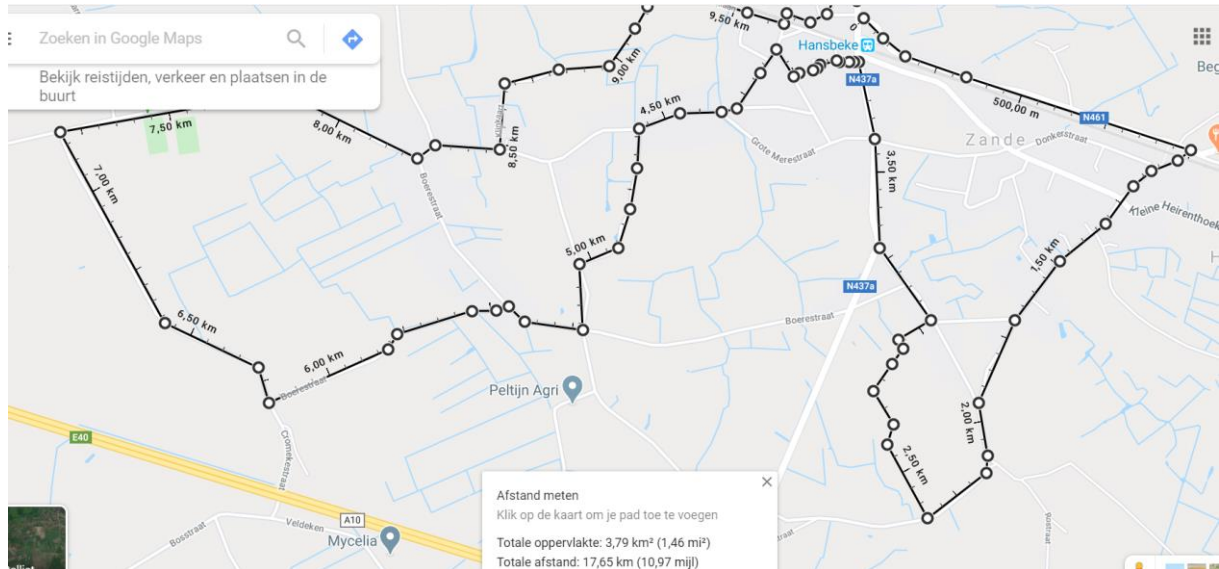 Zoeken in Google Maps
Bekijk reistijden, verkeer en plaatsen in de
buurt
9,50 km
0
Hansbeke
N437a
500,00 m
N461
Beg
9,00 km
4,50 km
Zande
Donkerstraat
7,50 km
8,00 km
8,50 km
Grote Merestraat
3,50 km
7,00 km
Boerestraat
Kleine Heirenthoek
H
5,00 km
1,50 km
N437a
6,50 km
Boerestraat
6,00 km
Boerestraat
Peltijn Agri
2,00 km
E40
Cromekestraat
2,50 km
Afstand meten
Klik op de kaart om je pad toe te voegen
A10
Veldeken
Bosstraat
Mycelia
Rostraat
Totale oppervlakte: 3,79 km² (1,46 mi²)
Totale afstand: 17,65 km (10,97 mijl)